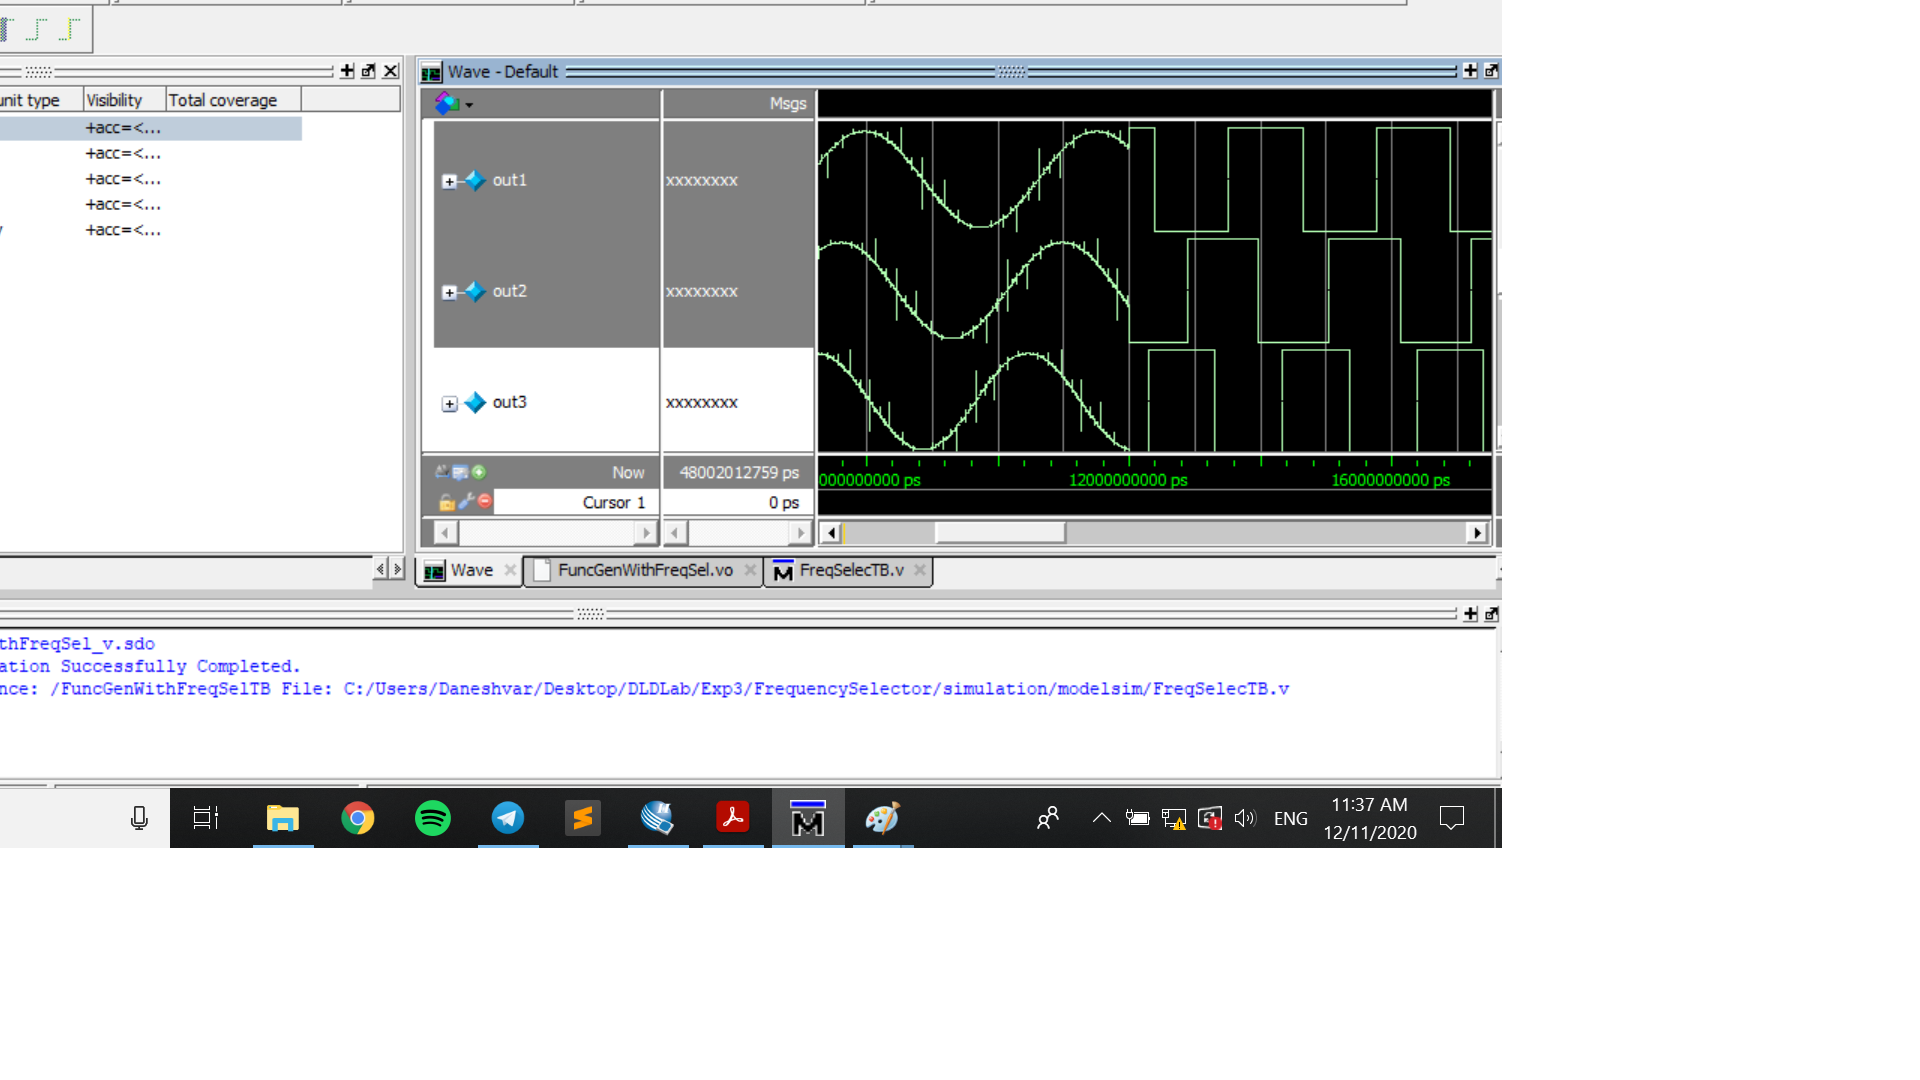 Wave - Default
unit type Visibility Total coverage
Msgs
+acc=<...
+acc=<...
+acc=<...
+acc=<...
+acc=<...
out1 xxxxxxxx
out2 xxxxxxxx
out3 xxxxxxxx
Now 48002012759 ps
000000000 ps 12000000000 ps 16000000000 ps
Cursor 1 0 ps
Wave FuncGenWithFreqSel.vo FreqSelecTB.v
thFreqSel_v.sdo
ation Successfully Completed.
nce: /FuncGenWithFreqSelTB File: C:/Users/Daneshvar/Desktop/DLDLab/Exp3/FrequencySelector/simulation/modelsim/FreqSelecTB.v
ENG
11:37 AM
12/11/2020